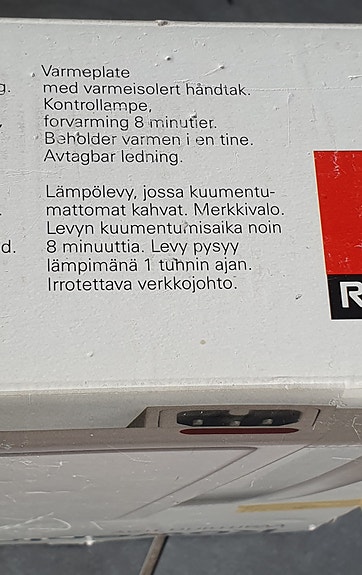 g.
Varmeplate
med varmeisolert håndtak.
Kontrollampe,
forvarming 8 minutter.
Beholder varmen i en time.
Avtagbar ledning.
Lämpölevy, jossa kuumentu-
mattomat kahvat. Merkkivalo.
Levyn kuumentumisaika noin
d.
8 minuuttia. Levy pysyy
lämpimänä 1 tunnin ajan.
Irrotettava verkkojohto.
R